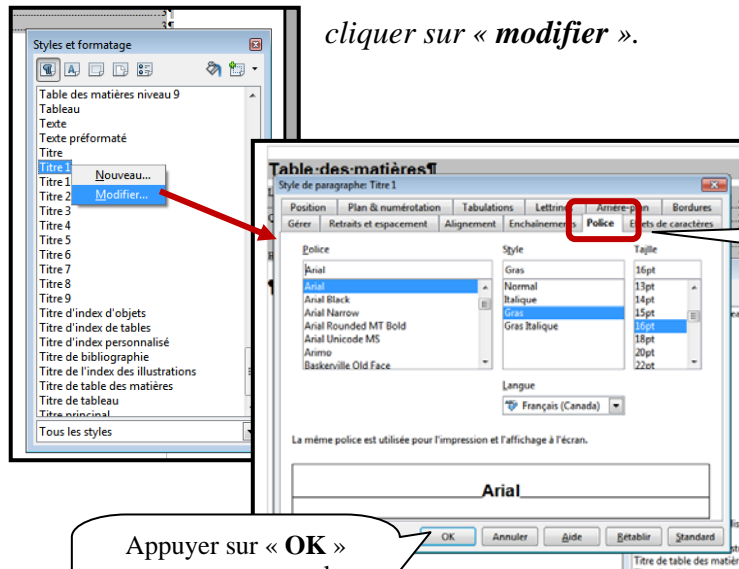 cliquer sur « modifier ».
Styles et formatage
Table des matières niveau 9
Tableau
Texte
Texte préformaté
Titre
Titre 1
Titre 1
Titre 2
Titre 3
Titre 4
Titre 5
Titre 6
Titre 7
Titre 8
Titre 9
Titre d'index d'objets
Titre d'index de tables
Titre d'index personnalisé
Titre de bibliographie
Titre de l'index des illustrations
Titre de table des matières
Titre de tableau
Titre principal
Tous les styles
Nouveau...
Modifier...
Table·des·matières¶
Style de paragraphe: Titre 1
Position Plan & numérotation Tabulations Lettrines Arrière-plan Bordures
Gérer Retraits et espacement Alignement Enchaînements Police Effets de caractères
Police Style Taille
Arial Gras 16pt
Arial Normal 13pt
Arial Black Italique 14pt
Arial Narrow Gras 15pt
Arial Rounded MT Bold Gras Italique 16pt
Arial Unicode MS 18pt
Arimo 20pt
Baskerville Old Face 22pt
Langue
Français (Canada)
La même police est utilisée pour l'impression et l'affichage à l'écran.
Arial
OK Annuler Aide Rétablir Standard
Appuyer sur « OK »
Titre de table des matièr